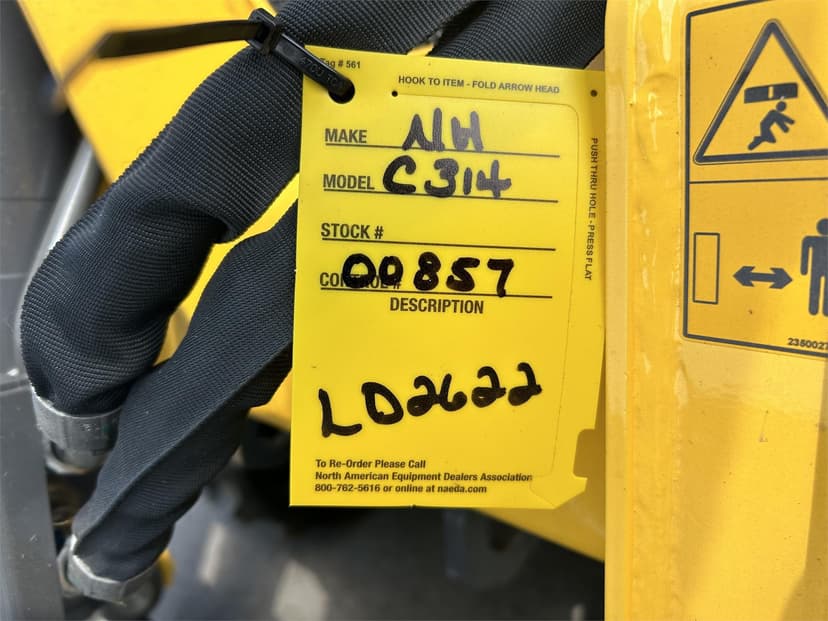 Tag # 561
HOOK TO ITEM - FOLD ARROW HEAD
MAKE NH
MODEL C314
STOCK #
CONTROL # 00857
DESCRIPTION
LD2622
To Re-Order Please Call
North American Equipment Dealers Association
800-762-5616 or online at naeda.com
PUSH THRU HOLE - PRESS FLAT
2350027